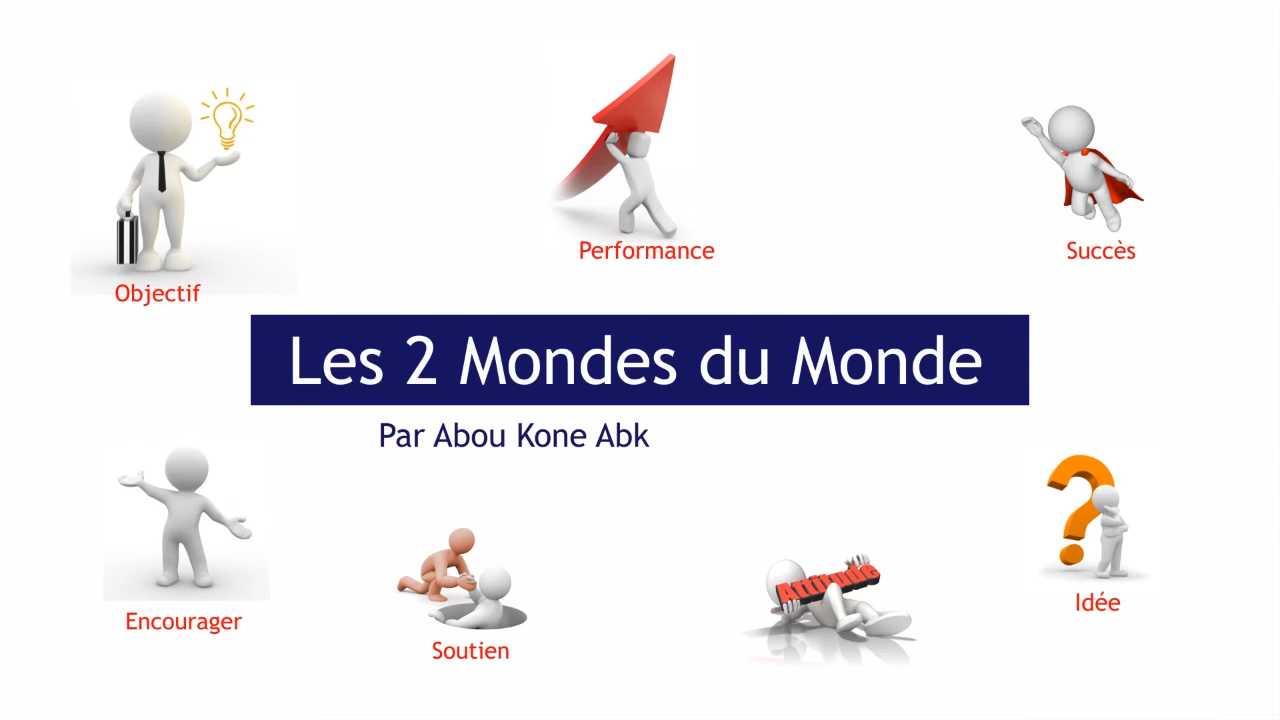 Performance
Succès
Objectif
Les 2 Mondes du Monde
Par Abou Kone Abk
Attitude
Idée
Encourager
Soutien